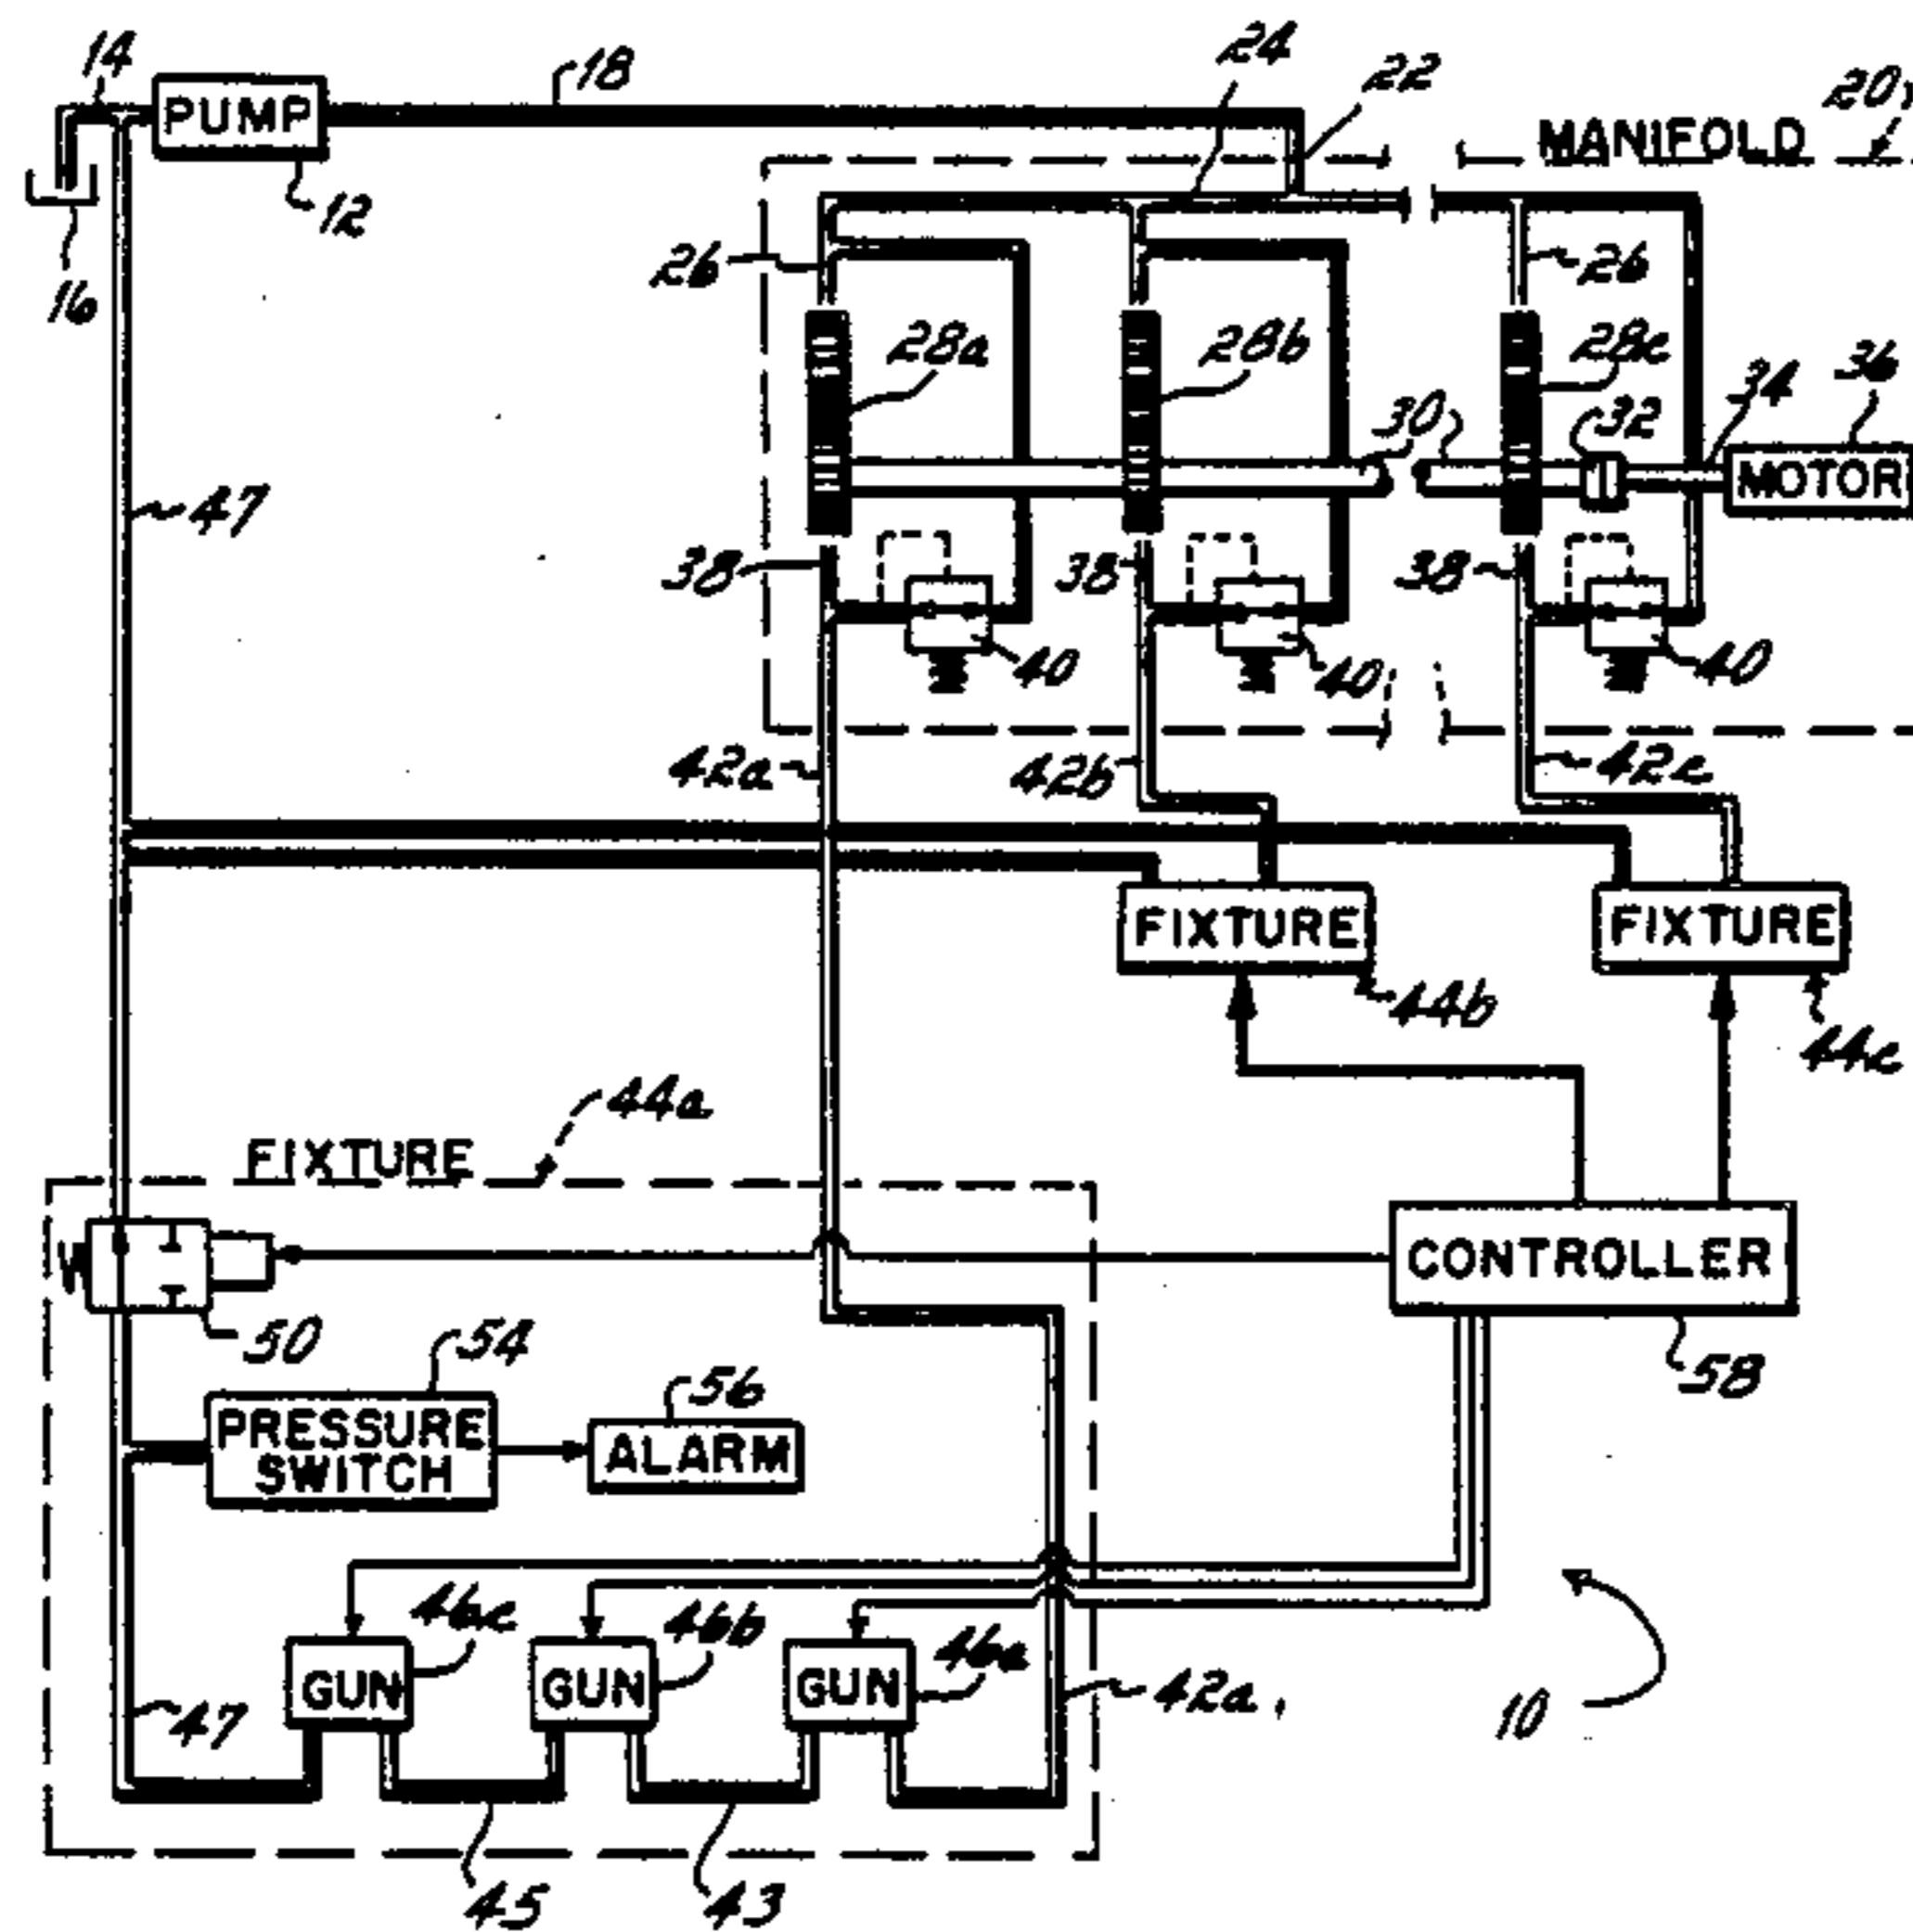 14
PUMP
18
24
22
20
MANIFOLD
12
16
26
26
28a
28b
28c
30
32
34
36
MOTOR
47
38
38
38
40
40
40
42a
42b
42c
FIXTURE
FIXTURE
44b
44c
44a
FIXTURE
CONTROLLER
50
54
58
PRESSURE
SWITCH
56
ALARM
46c
46b
46a
GUN
GUN
GUN
47
42a
10
45
43